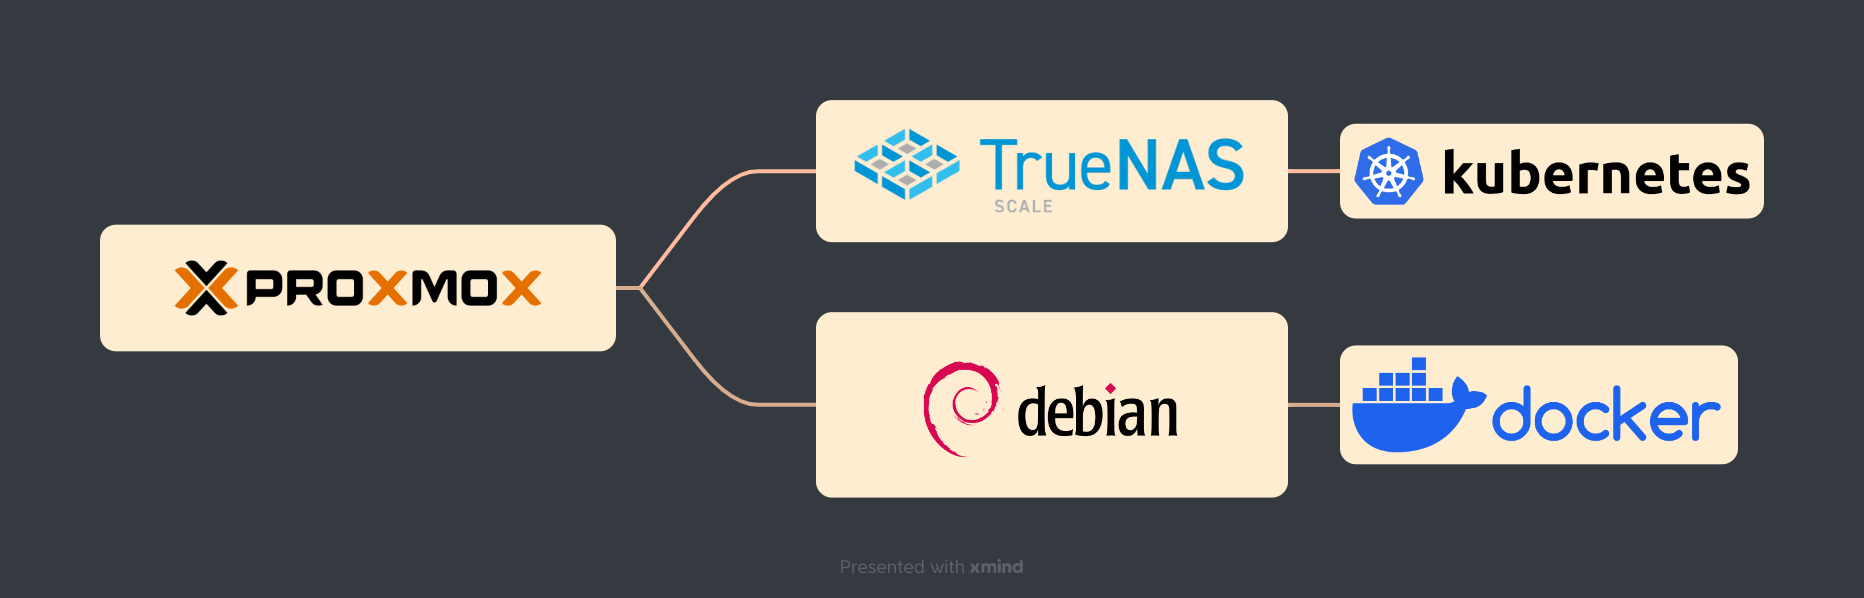 PROXMOX
TrueNAS
SCALE
kubernetes
debian
docker
Presented with xmind